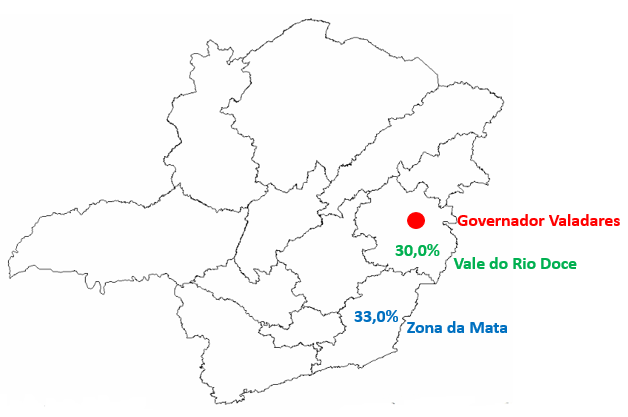 Governador Valadares
30,0%
Vale do Rio Doce
33,0%
Zona da Mata